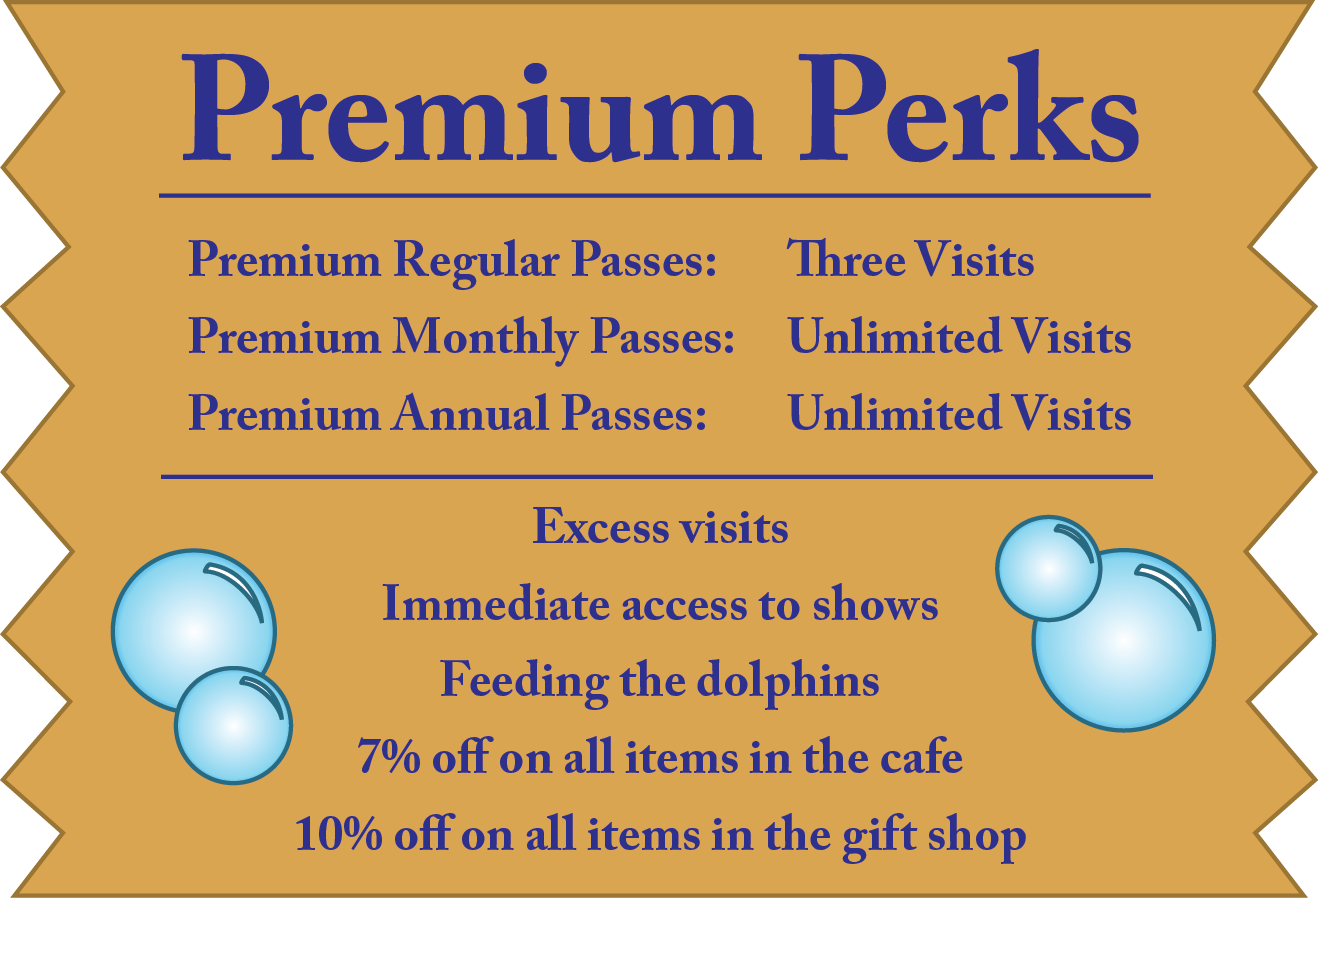 Premium Perks
Premium Regular Passes: Three Visits
Premium Monthly Passes: Unlimited Visits
Premium Annual Passes: Unlimited Visits
Excess visits
Immediate access to shows
Feeding the dolphins
7% off on all items in the cafe
10% off on all items in the gift shop